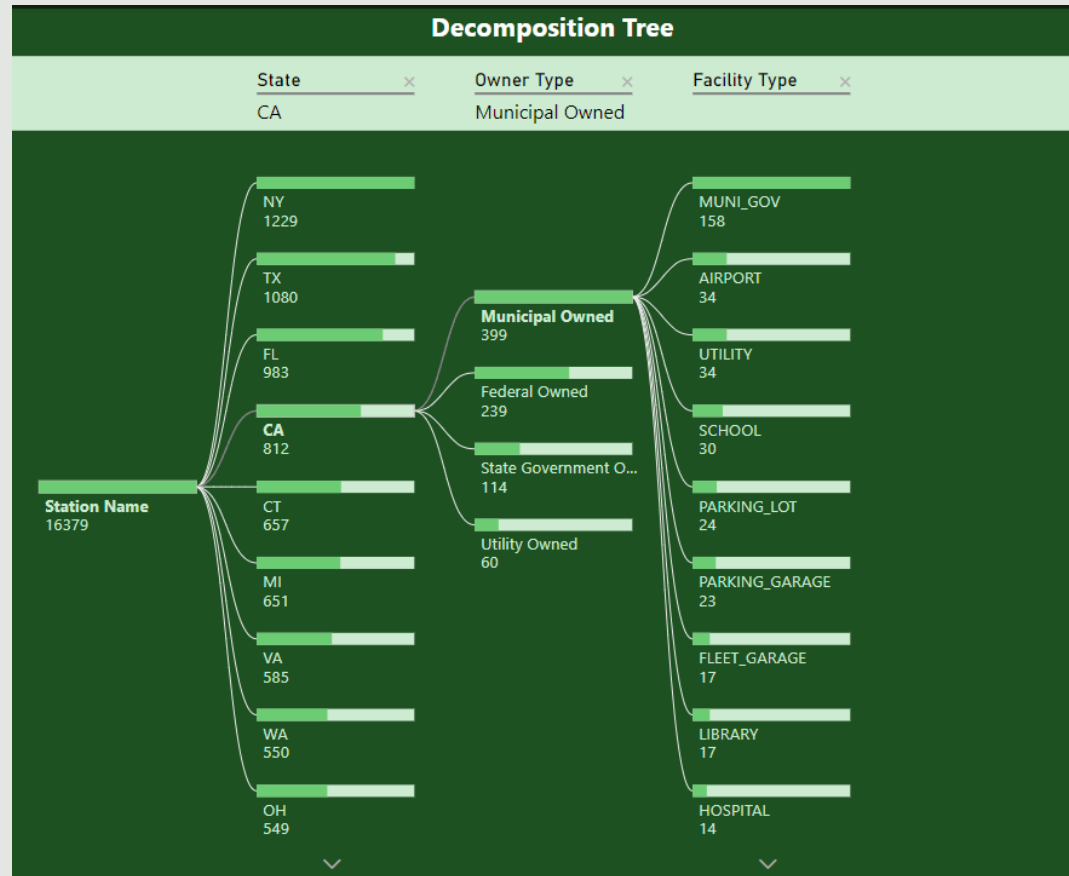 Decomposition Tree
State
Owner Type
Facility Type
CA
Municipal Owned
Station Name
16379
NY
1229
TX
1080
FL
983
CA
812
CT
657
MI
651
VA
585
WA
550
OH
549
Municipal Owned
399
Federal Owned
239
State Government O...
114
Utility Owned
60
MUNI_GOV
158
AIRPORT
34
UTILITY
34
SCHOOL
30
PARKING_LOT
24
PARKING_GARAGE
23
FLEET_GARAGE
17
LIBRARY
17
HOSPITAL
14